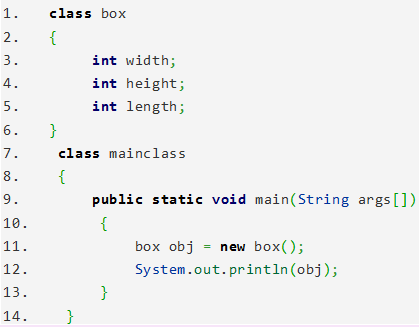 1. class box
2. {
3. int width;
4. int height;
5. int length;
6. }
7. class mainclass
8. {
9. public static void main(String args[])
10. {
11. box obj = new box();
12. System.out.println(obj);
13. }
14. }